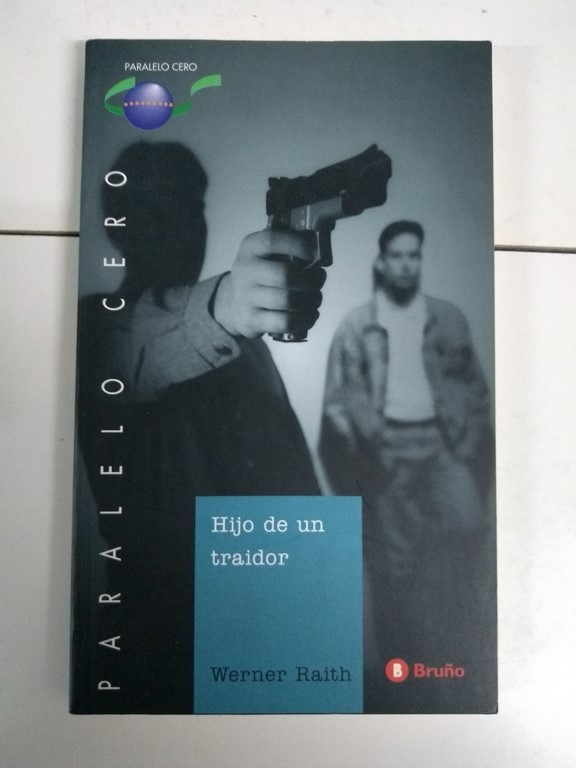 PARALELO CERO
PARALELO CERO
Hijo de un
traidor
Werner Raith
B Bruño